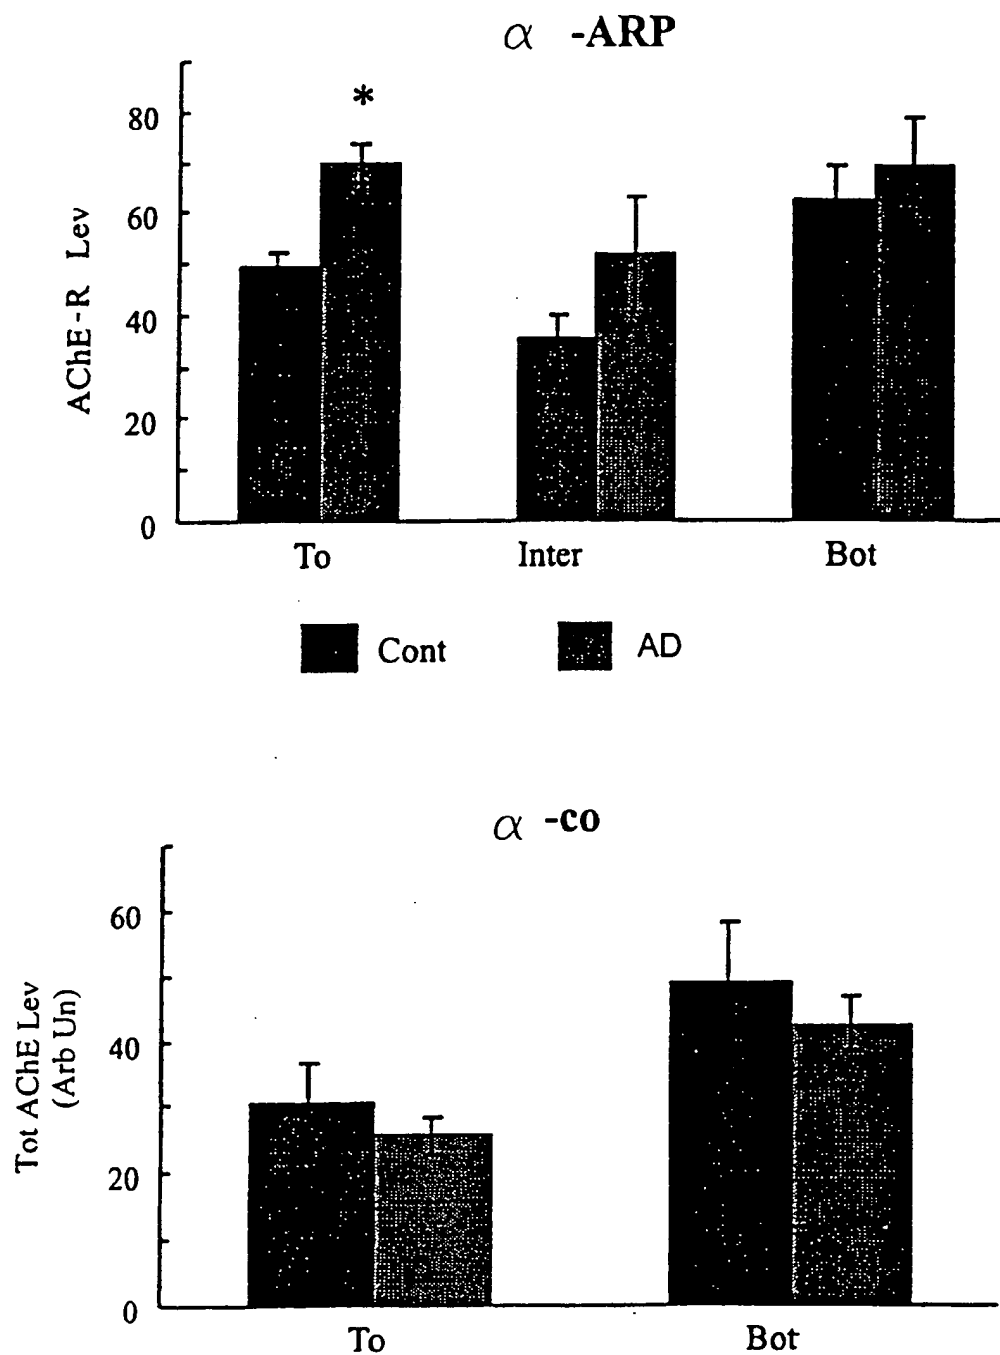 α -ARP
*
AChE-R Lev
80
60
40
20
0
To Inter Bot
Cont AD
α -co
Tot AChE Lev
(Arb Un)
60
40
20
0
To Bot